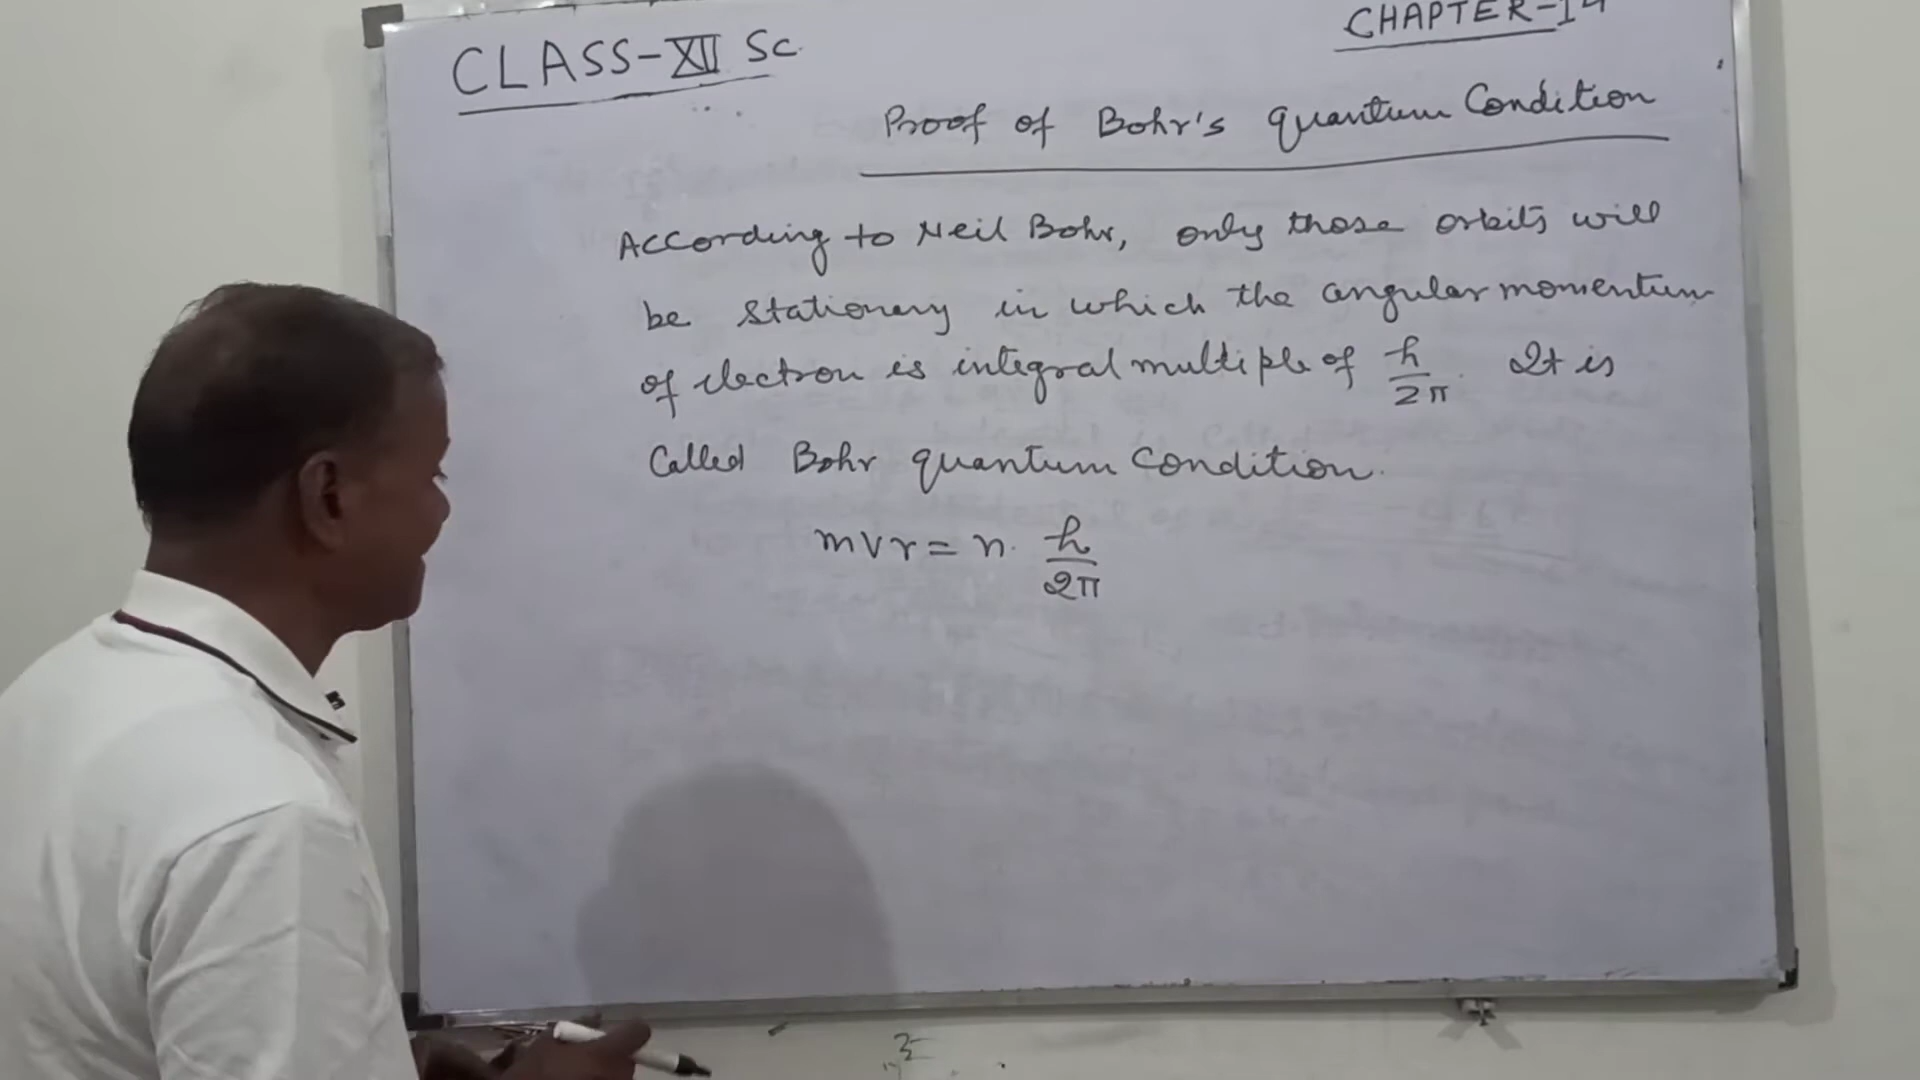 CLASS-XII Sc.
CHAPTER-14
Proof of Bohr's quantum Condition
According to Neil Bohr, only those orbits will
be stationary in which the angular momentum
of electron is integral multiple of h/2π. It is
Called Bohr quantum Condition.
mvr = n. h/2π